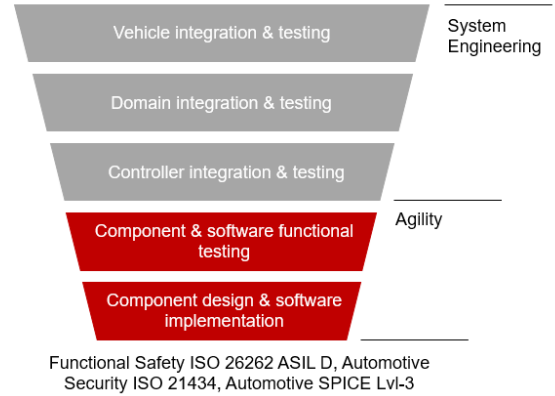 Vehicle integration & testing
System
Engineering
Domain integration & testing
Controller integration & testing
Agility
Component & software functional
testing
Component design & software
implementation
Functional Safety ISO 26262 ASIL D, Automotive
Security ISO 21434, Automotive SPICE Lvl-3